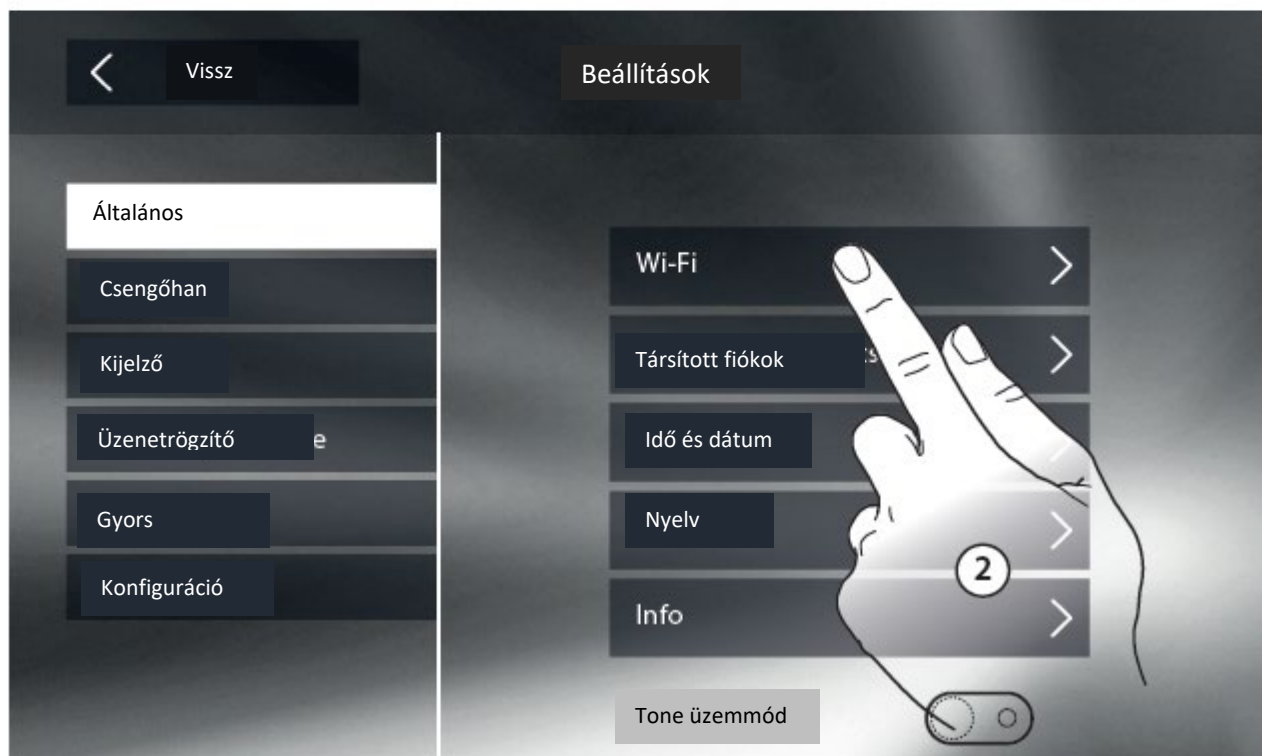 Vissz
Beállítások
Általános
Csengőhan
Kijelző
Üzenetrögzítő e
Gyors
Konfiguráció
Wi-Fi
Társított fiókok
Idő és dátum
Nyelv
2
Info
Tone üzemmód